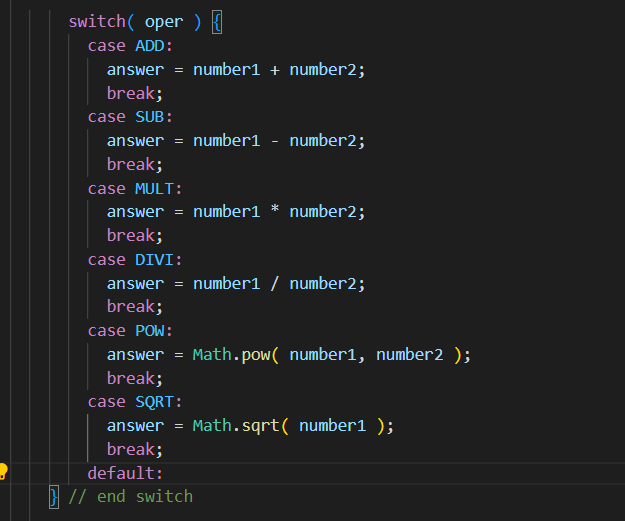 switch( oper ) {
case ADD:
answer = number1 + number2;
break;
case SUB:
answer = number1 - number2;
break;
case MULT:
answer = number1 * number2;
break;
case DIVI:
answer = number1 / number2;
break;
case POW:
answer = Math.pow( number1, number2 );
break;
case SQRT:
answer = Math.sqrt( number1 );
break;
default:
} // end switch